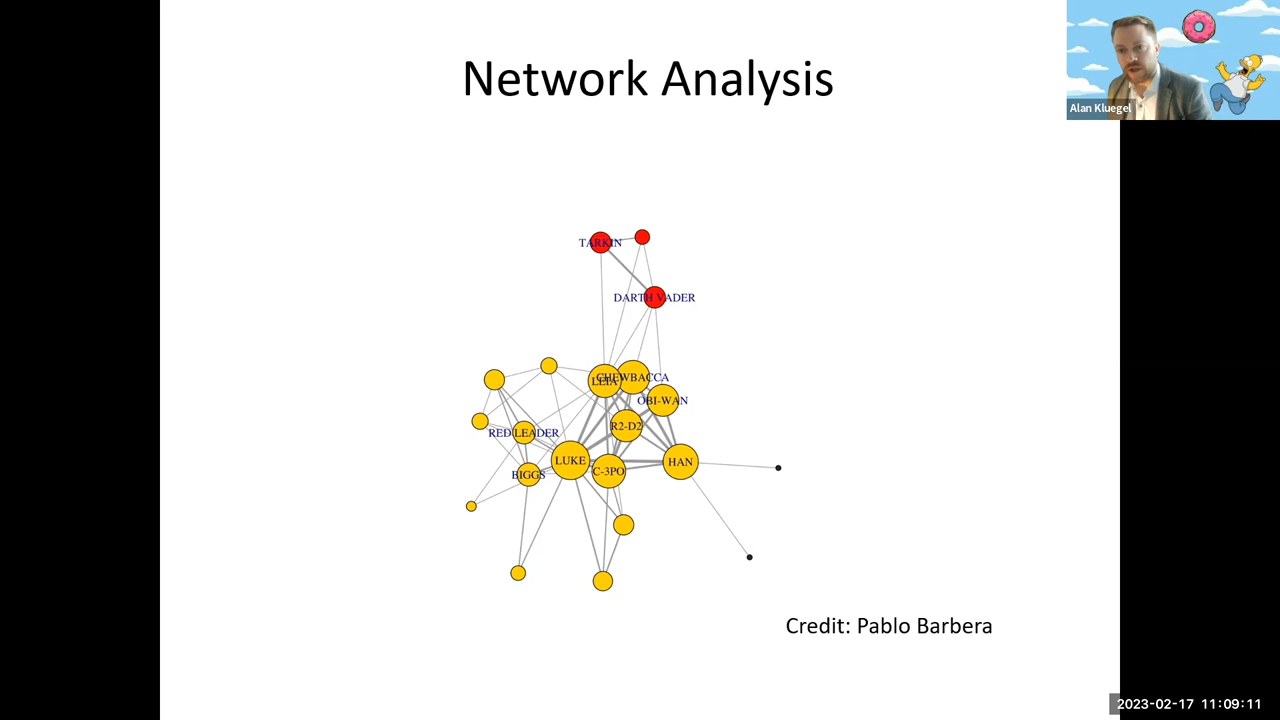 Network Analysis
Alan Kluegel
TARKIN
DARTH VADER
CHEWBACCA
LEIA
OBI-WAN
R2-D2
RED LEADER
LUKE
HAN
C-3PO
BIGGS
Credit: Pablo Barbera
2023-02-17 11:09:11